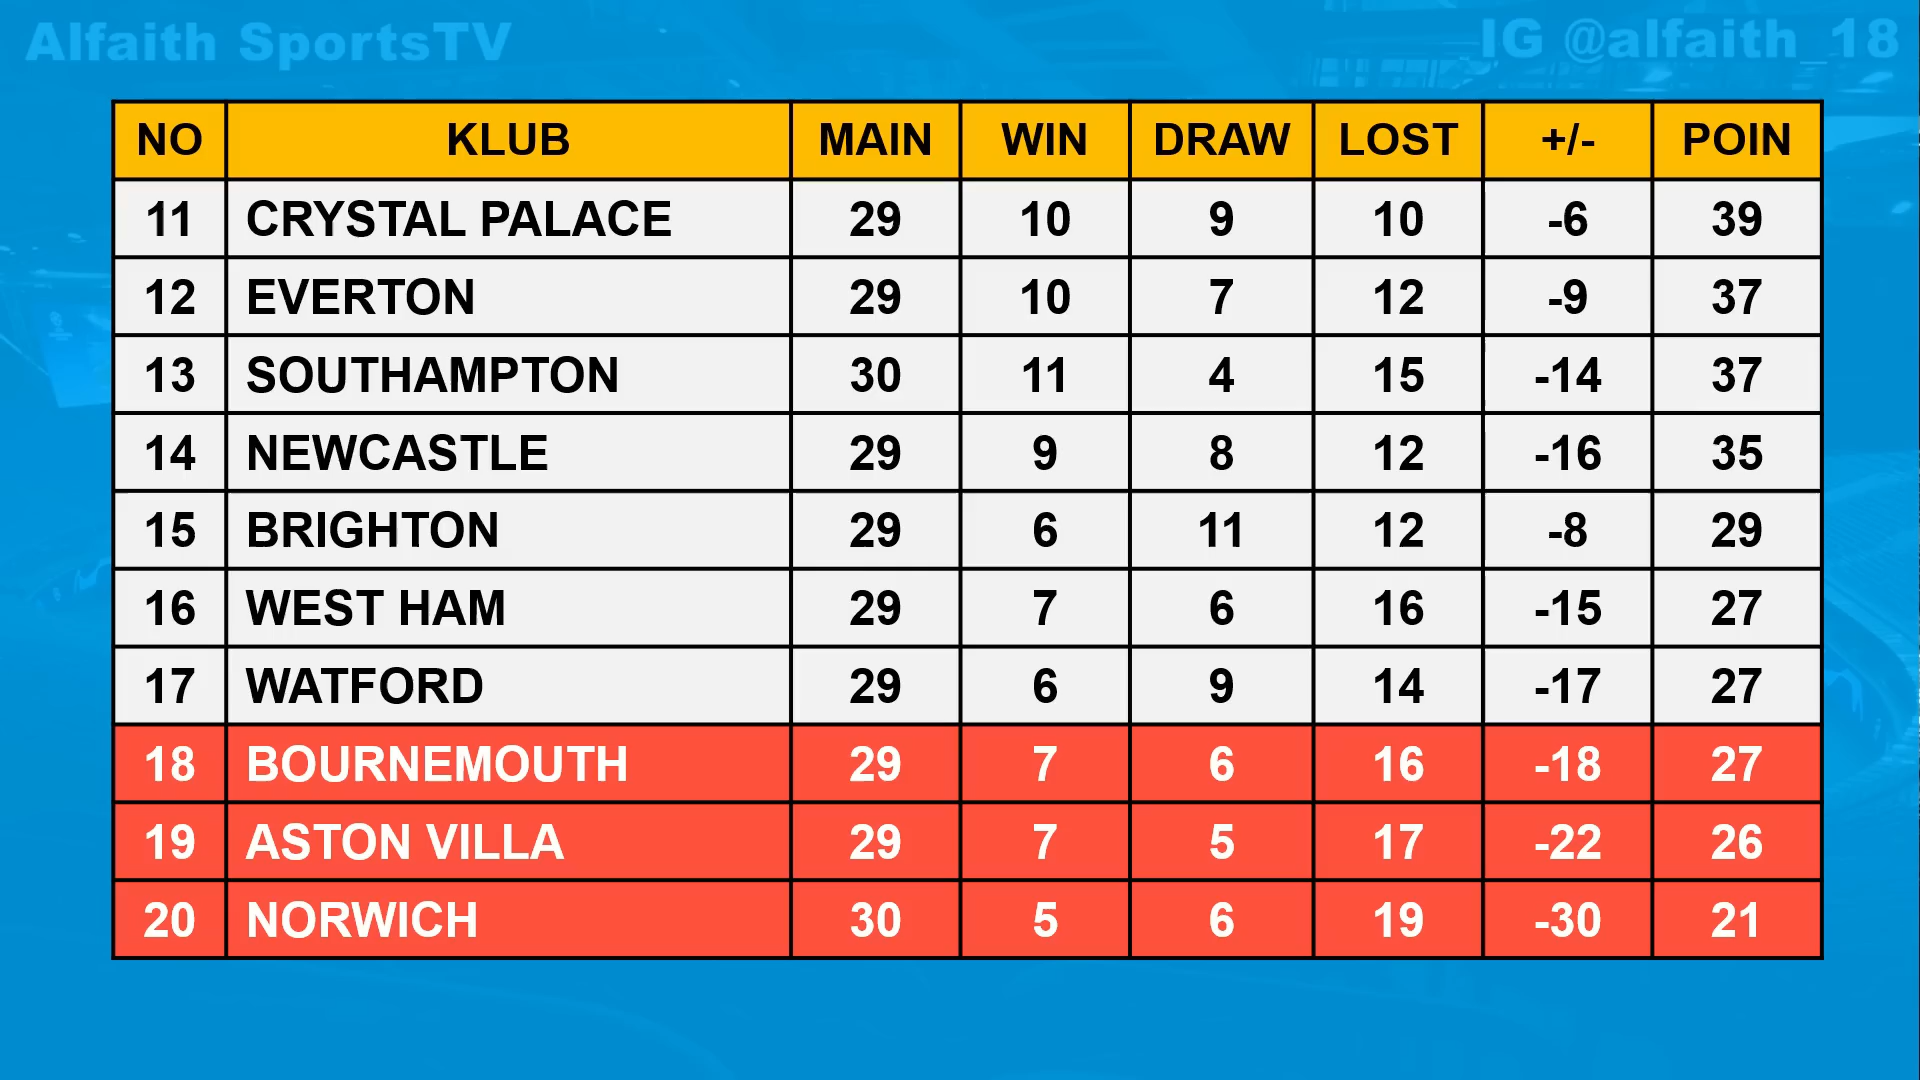 Alfaith SportsTV
IG @alfaith_18
NO KLUB MAIN WIN DRAW LOST +/- POIN
11 CRYSTAL PALACE 29 10 9 10 -6 39
12 EVERTON 29 10 7 12 -9 37
13 SOUTHAMPTON 30 11 4 15 -14 37
14 NEWCASTLE 29 9 8 12 -16 35
15 BRIGHTON 29 6 11 12 -8 29
16 WEST HAM 29 7 6 16 -15 27
17 WATFORD 29 6 9 14 -17 27
18 BOURNEMOUTH 29 7 6 16 -18 27
19 ASTON VILLA 29 7 5 17 -22 26
20 NORWICH 30 5 6 19 -30 21